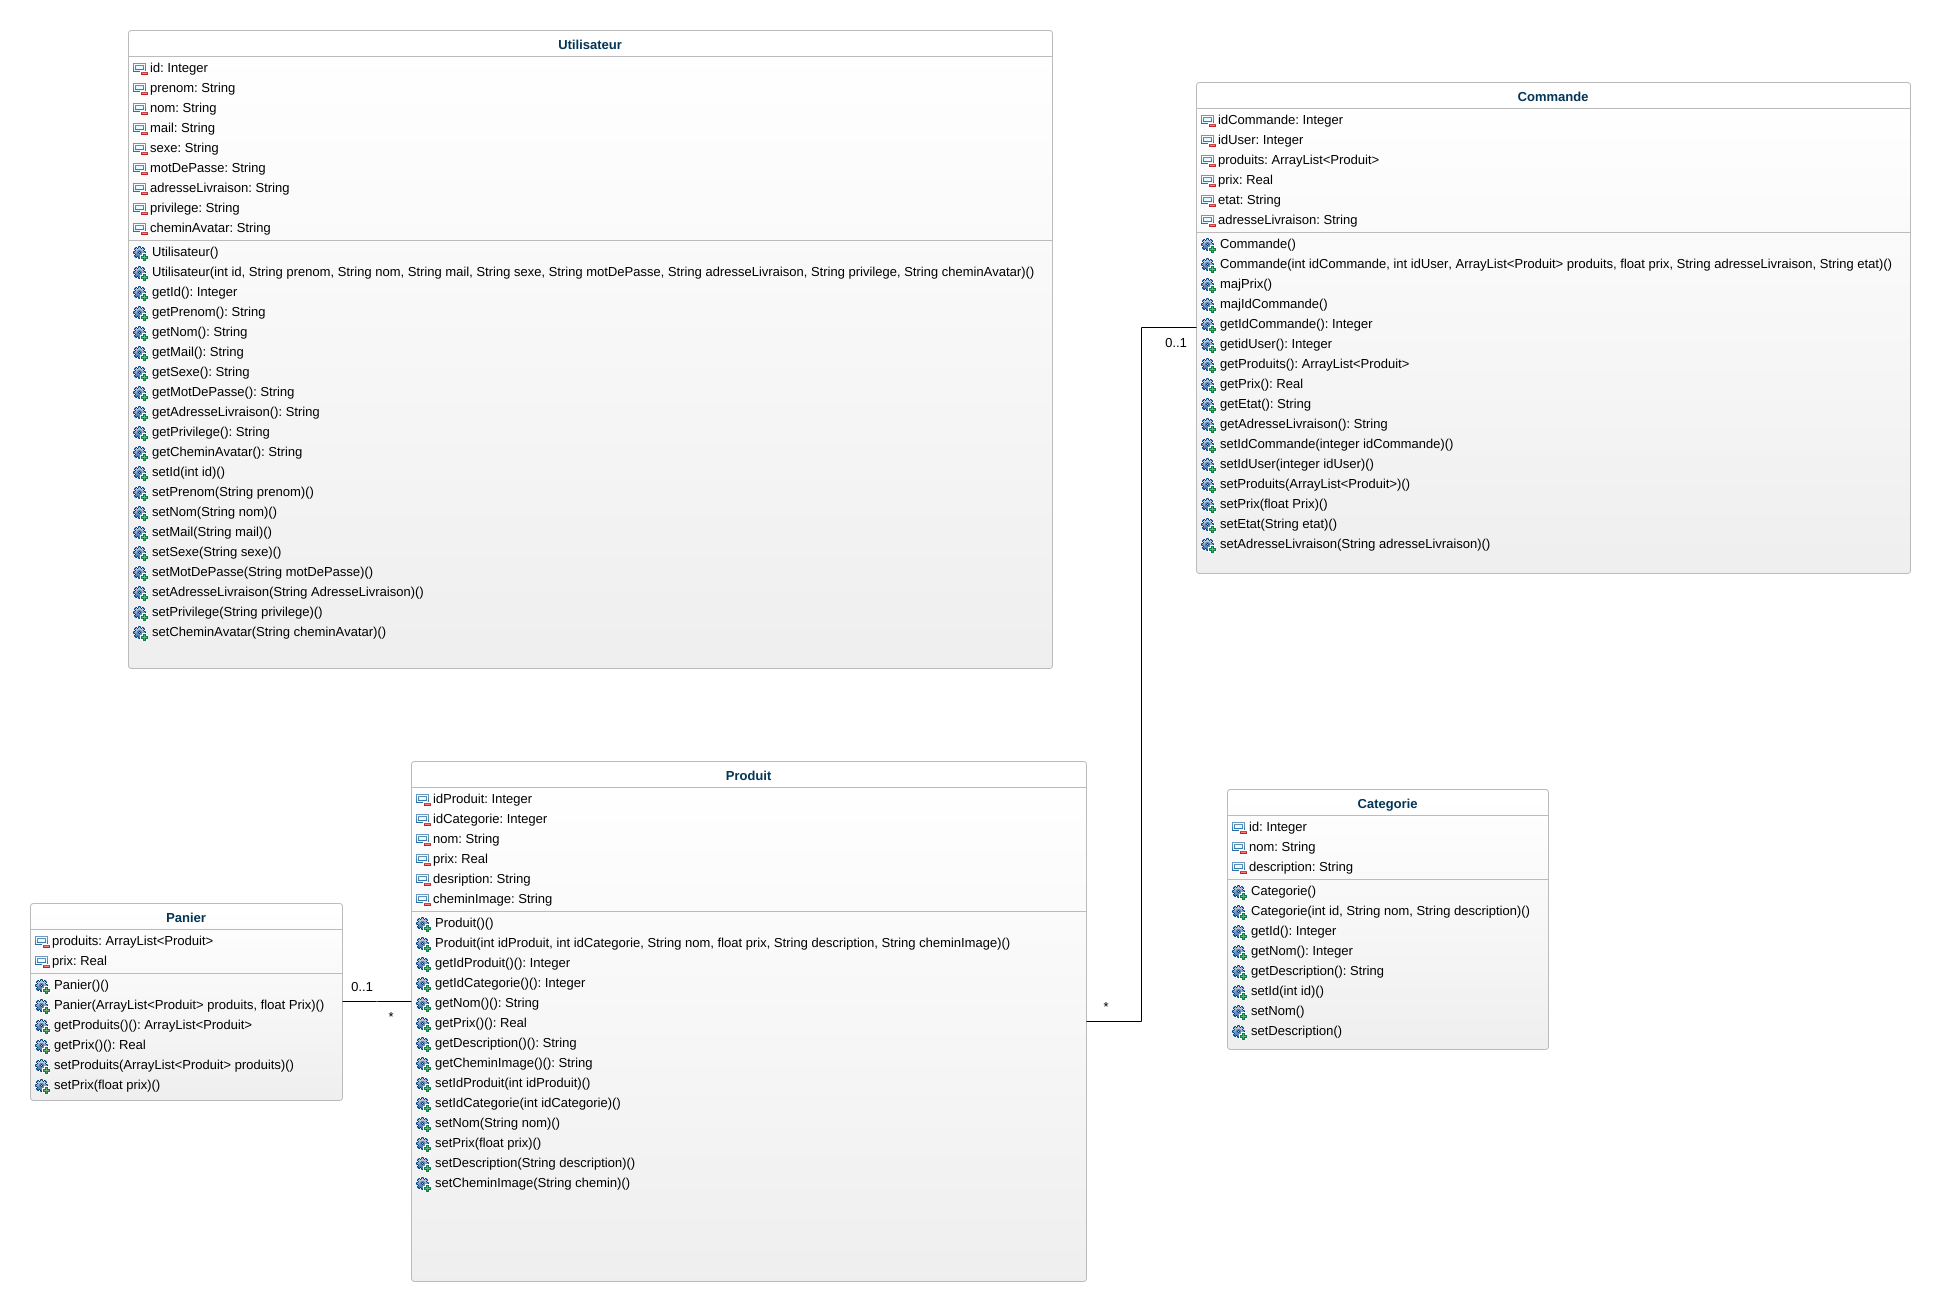 Utilisateur
id: Integer
prenom: String
nom: String
mail: String
sexe: String
motDePasse: String
adresseLivraison: String
privilege: String
cheminAvatar: String
Utilisateur()
Utilisateur(int id, String prenom, String nom, String mail, String sexe, String motDePasse, String adresseLivraison, String privilege, String cheminAvatar)()
getId(): Integer
getPrenom(): String
getNom(): String
getMail(): String
getSexe(): String
getMotDePasse(): String
getAdresseLivraison(): String
getPrivilege(): String
getCheminAvatar(): String
setId(int id)()
setPrenom(String prenom)()
setNom(String nom)()
setMail(String mail)()
setSexe(String sexe)()
setMotDePasse(String motDePasse)()
setAdresseLivraison(String AdresseLivraison)()
setPrivilege(String privilege)()
setCheminAvatar(String cheminAvatar)()
Commande
idCommande: Integer
idUser: Integer
produits: ArrayList<Produit>
prix: Real
etat: String
adresseLivraison: String
Commande()
Commande(int idCommande, int idUser, ArrayList<Produit> produits, float prix, String adresseLivraison, String etat)()
majPrix()
majIdCommande()
getIdCommande(): Integer
getidUser(): Integer
getProduits(): ArrayList<Produit>
getPrix(): Real
getEtat(): String
getAdresseLivraison(): String
setIdCommande(integer idCommande)()
setIdUser(integer idUser)()
setProduits(ArrayList<Produit>)()
setPrix(float Prix)()
setEtat(String etat)()
setAdresseLivraison(String adresseLivraison)()
0..1
Produit
idProduit: Integer
idCategorie: Integer
nom: String
prix: Real
desription: String
cheminImage: String
Produit()()
Produit(int idProduit, int idCategorie, String nom, float prix, String description, String cheminImage)()
getIdProduit()(): Integer
getIdCategorie()(): Integer
getNom()(): String
getPrix()(): Real
getDescription()(): String
getCheminImage()(): String
setIdProduit(int idProduit)()
setIdCategorie(int idCategorie)()
setNom(String nom)()
setPrix(float prix)()
setDescription(String description)()
setCheminImage(String chemin)()
*
Categorie
id: Integer
nom: String
description: String
Categorie()
Categorie(int id, String nom, String description)()
getId(): Integer
getNom(): Integer
getDescription(): String
setId(int id)()
setNom()
setDescription()
Panier
produits: ArrayList<Produit>
prix: Real
Panier()()
Panier(ArrayList<Produit> produits, float Prix)()
getProduits()(): ArrayList<Produit>
getPrix()(): Real
setProduits(ArrayList<Produit> produits)()
setPrix(float prix)()
0..1
*